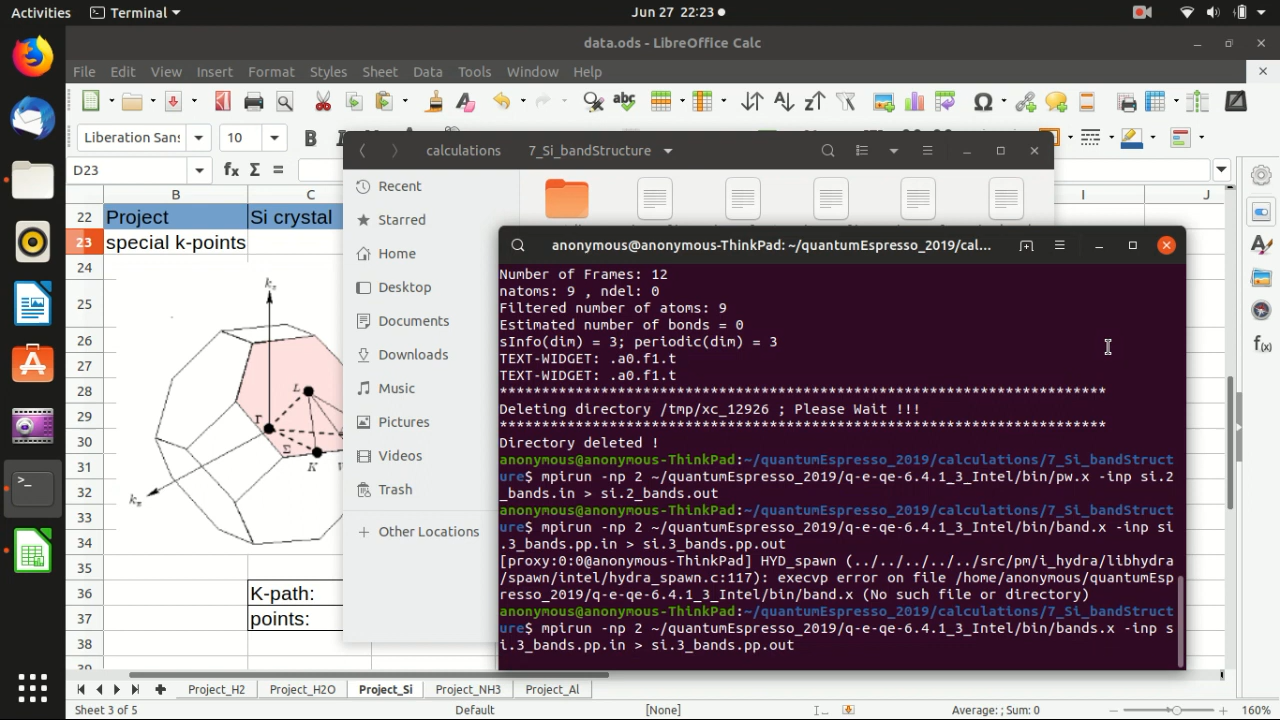 Activities
Terminal
Jun 27 22:23
data.ods - LibreOffice Calc
File Edit View Insert Format Styles Sheet Data Tools Window Help
Liberation Sans
10
D23
B C I J
22 Project Si crystal
23 special k-points
24
25
26
27
28
29
30
31
32
33
34
35
36 K-path:
37 points:
38
kz
L
Γ
Σ
K
kx
calculations 7_Si_bandStructure
Recent
Starred
Home
Desktop
Documents
Downloads
Music
Pictures
Videos
Trash
+ Other Locations
anonymous@anonymous-ThinkPad: ~/quantumEspresso_2019/cal...
Number of Frames: 12
natoms: 9 , ndel: 0
Filtered number of atoms: 9
Estimated number of bonds = 0
sInfo(dim) = 3; periodic(dim) = 3
TEXT-WIDGET: .a0.f1.t
TEXT-WIDGET: .a0.f1.t
************************************************************************
Deleting directory /tmp/xc_12926 ; Please Wait !!!
************************************************************************
Directory deleted !
anonymous@anonymous-ThinkPad:~/quantumEspresso_2019/calculations/7_Si_bandStruct
ure$ mpirun -np 2 ~/quantumEspresso_2019/q-e-qe-6.4.1_3_Intel/bin/pw.x -inp si.2
_bands.in > si.2_bands.out
anonymous@anonymous-ThinkPad:~/quantumEspresso_2019/calculations/7_Si_bandStruct
ure$ mpirun -np 2 ~/quantumEspresso_2019/q-e-qe-6.4.1_3_Intel/bin/band.x -inp si
.3_bands.pp.in > si.3_bands.pp.out
[proxy:0:0@anonymous-ThinkPad] HYD_spawn (../../../../../src/pm/i_hydra/libhydra
/spawn/intel/hydra_spawn.c:117): execvp error on file /home/anonymous/quantumEsp
resso_2019/q-e-qe-6.4.1_3_Intel/bin/band.x (No such file or directory)
anonymous@anonymous-ThinkPad:~/quantumEspresso_2019/calculations/7_Si_bandStruct
ure$ mpirun -np 2 ~/quantumEspresso_2019/q-e-qe-6.4.1_3_Intel/bin/bands.x -inp s
i.3_bands.pp.in > si.3_bands.pp.out
Project_H2 Project_H2O Project_Si Project_NH3 Project_Al
Sheet 3 of 5
Default
[None]
Average: ; Sum: 0
160%